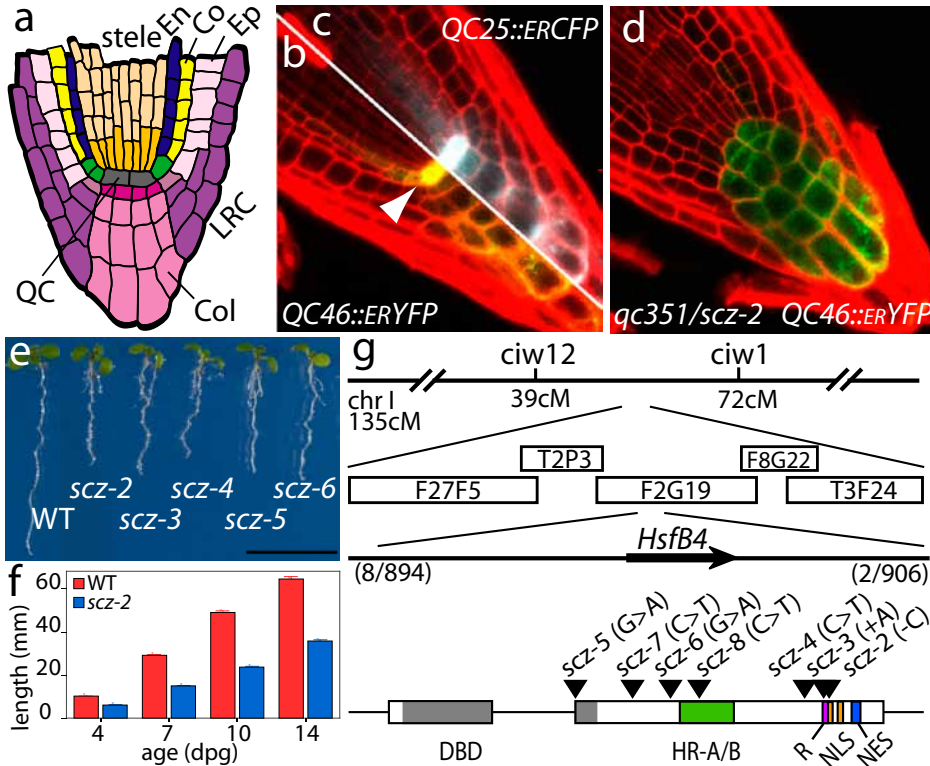 a
stele
En
Co
Ep
QC
LRC
Col
b
c
QC25::ERCFP
QC46::ERYFP
d
qc351/scz-2 QC46::ERYFP
e
WT
scz-2
scz-3
scz-4
scz-5
scz-6
f
WT
scz-2
length (mm)
60
40
20
0
4 7 10 14
age (dpg)
g
ciw12 ciw1
chr I
135cM
39cM 72cM
T2P3 F8G22
F27F5 F2G19 T3F24
HsfB4
(8/894) (2/906)
scz-5 (G>A)
scz-7 (C>T)
scz-6 (G>A)
scz-8 (C>T)
scz-4 (C>T)
scz-3 (+A)
scz-2 (-C)
DBD HR-A/B R NLS NES